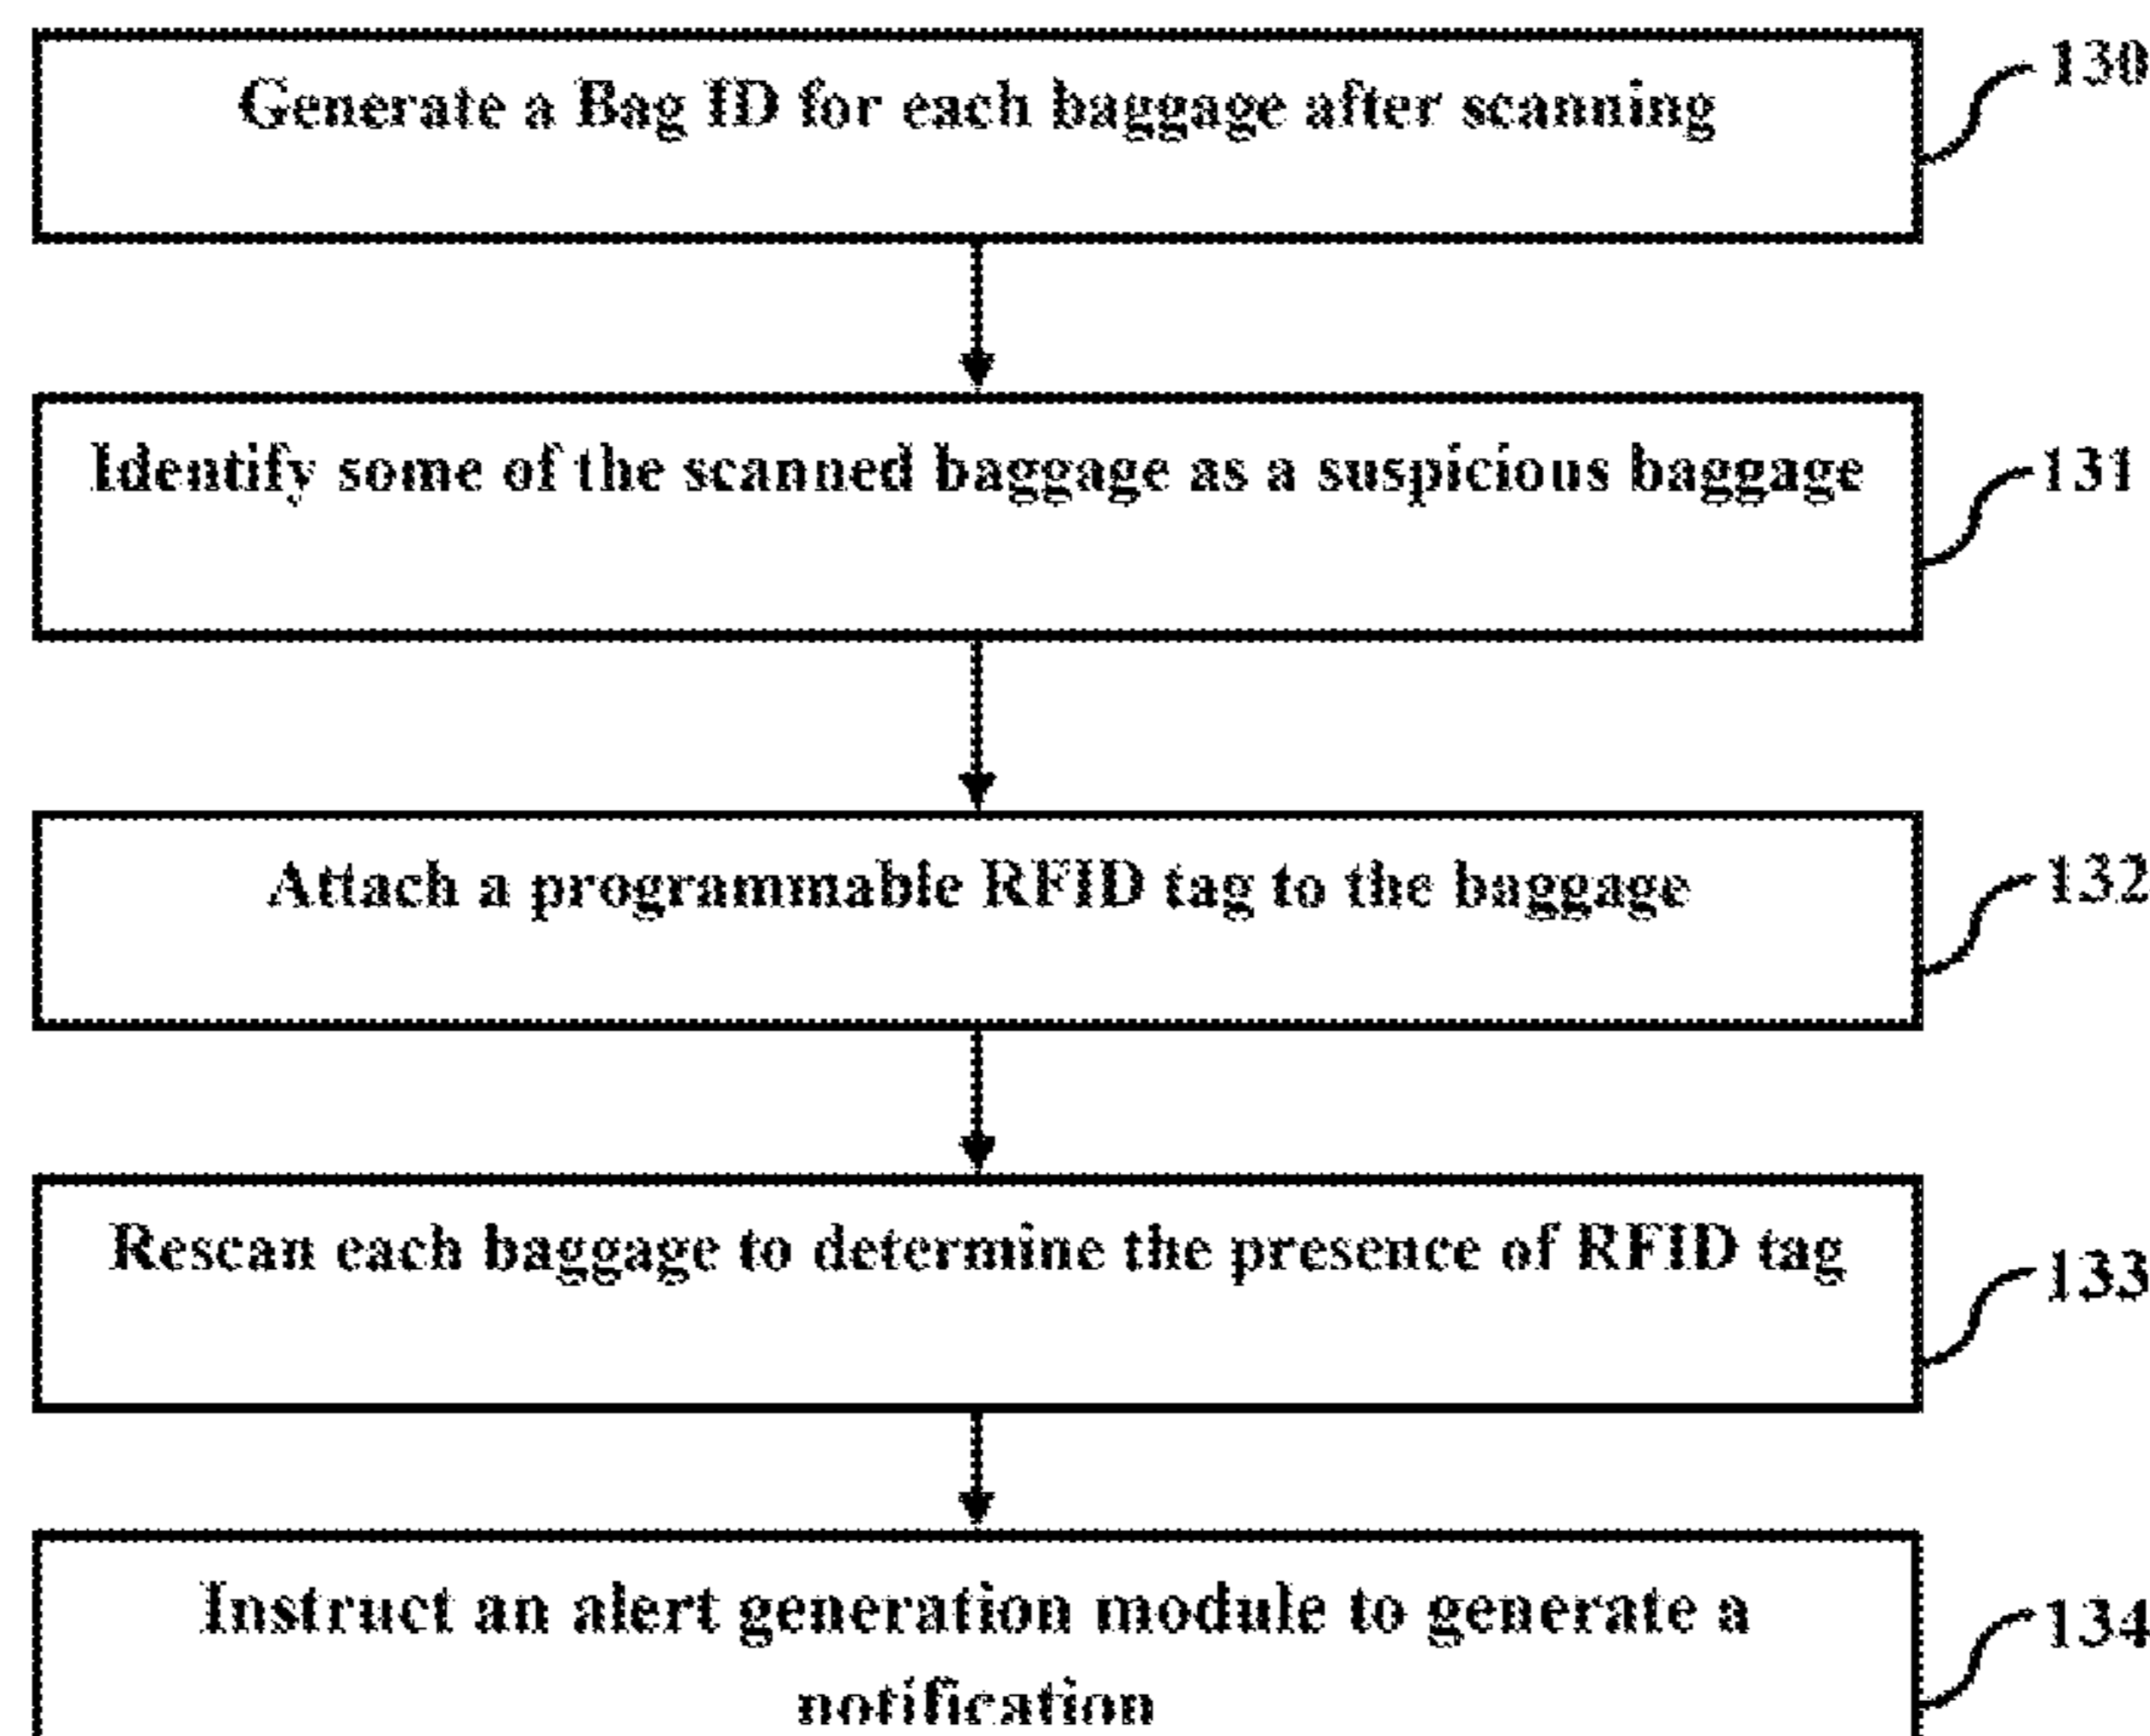 Generate a Bag ID for each baggage after scanning
130
Identify some of the scanned baggage as a suspicious baggage
131
Attach a programmable RFID tag to the baggage
132
Rescan each baggage to determine the presence of RFID tag
133
Instruct an alert generation module to generate a
notification
134